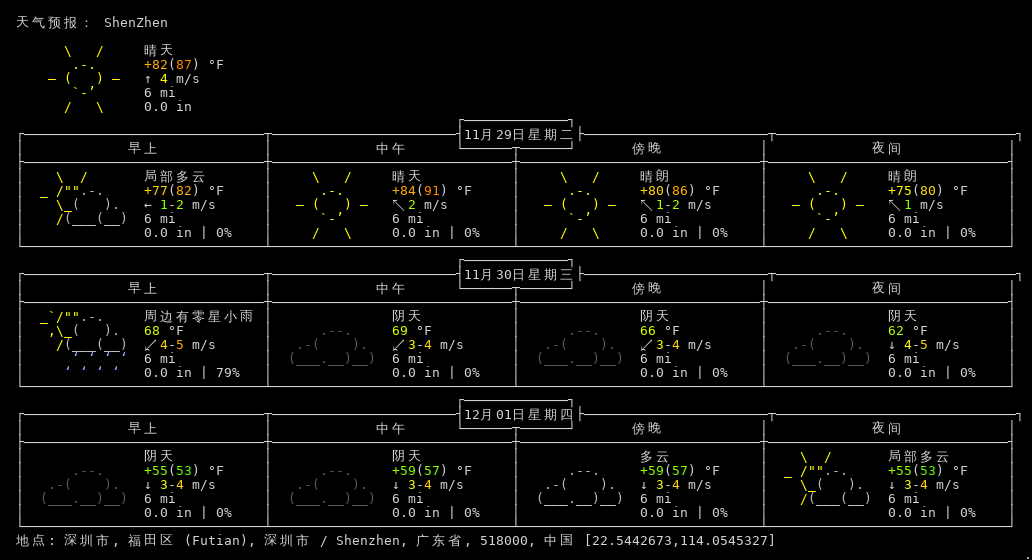 天气预报： ShenZhen
晴天
+82(87) °F
↑ 4 m/s
6 mi
0.0 in
11月29日星期二
早上 中午 傍晚 夜间
局部多云 晴天 晴朗 晴朗
+77(82) °F +84(91) °F +80(86) °F +75(80) °F
← 1-2 m/s ↖ 2 m/s ↖ 1-2 m/s ↖ 1 m/s
6 mi 6 mi 6 mi 6 mi
0.0 in | 0% 0.0 in | 0% 0.0 in | 0% 0.0 in | 0%
11月30日星期三
早上 中午 傍晚 夜间
周边有零星小雨 阴天 阴天 阴天
68 °F 69 °F 66 °F 62 °F
↙ 4-5 m/s ↙ 3-4 m/s ↙ 3-4 m/s ↓ 4-5 m/s
6 mi 6 mi 6 mi 6 mi
0.0 in | 79% 0.0 in | 0% 0.0 in | 0% 0.0 in | 0%
12月01日星期四
早上 中午 傍晚 夜间
阴天 阴天 多云 局部多云
+55(53) °F +59(57) °F +59(57) °F +55(53) °F
↓ 3-4 m/s ↓ 3-4 m/s ↓ 3-4 m/s ↓ 3-4 m/s
6 mi 6 mi 6 mi 6 mi
0.0 in | 0% 0.0 in | 0% 0.0 in | 0% 0.0 in | 0%
地点: 深圳市, 福田区 (Futian), 深圳市 / Shenzhen, 广东省, 518000, 中国 [22.5442673,114.0545327]